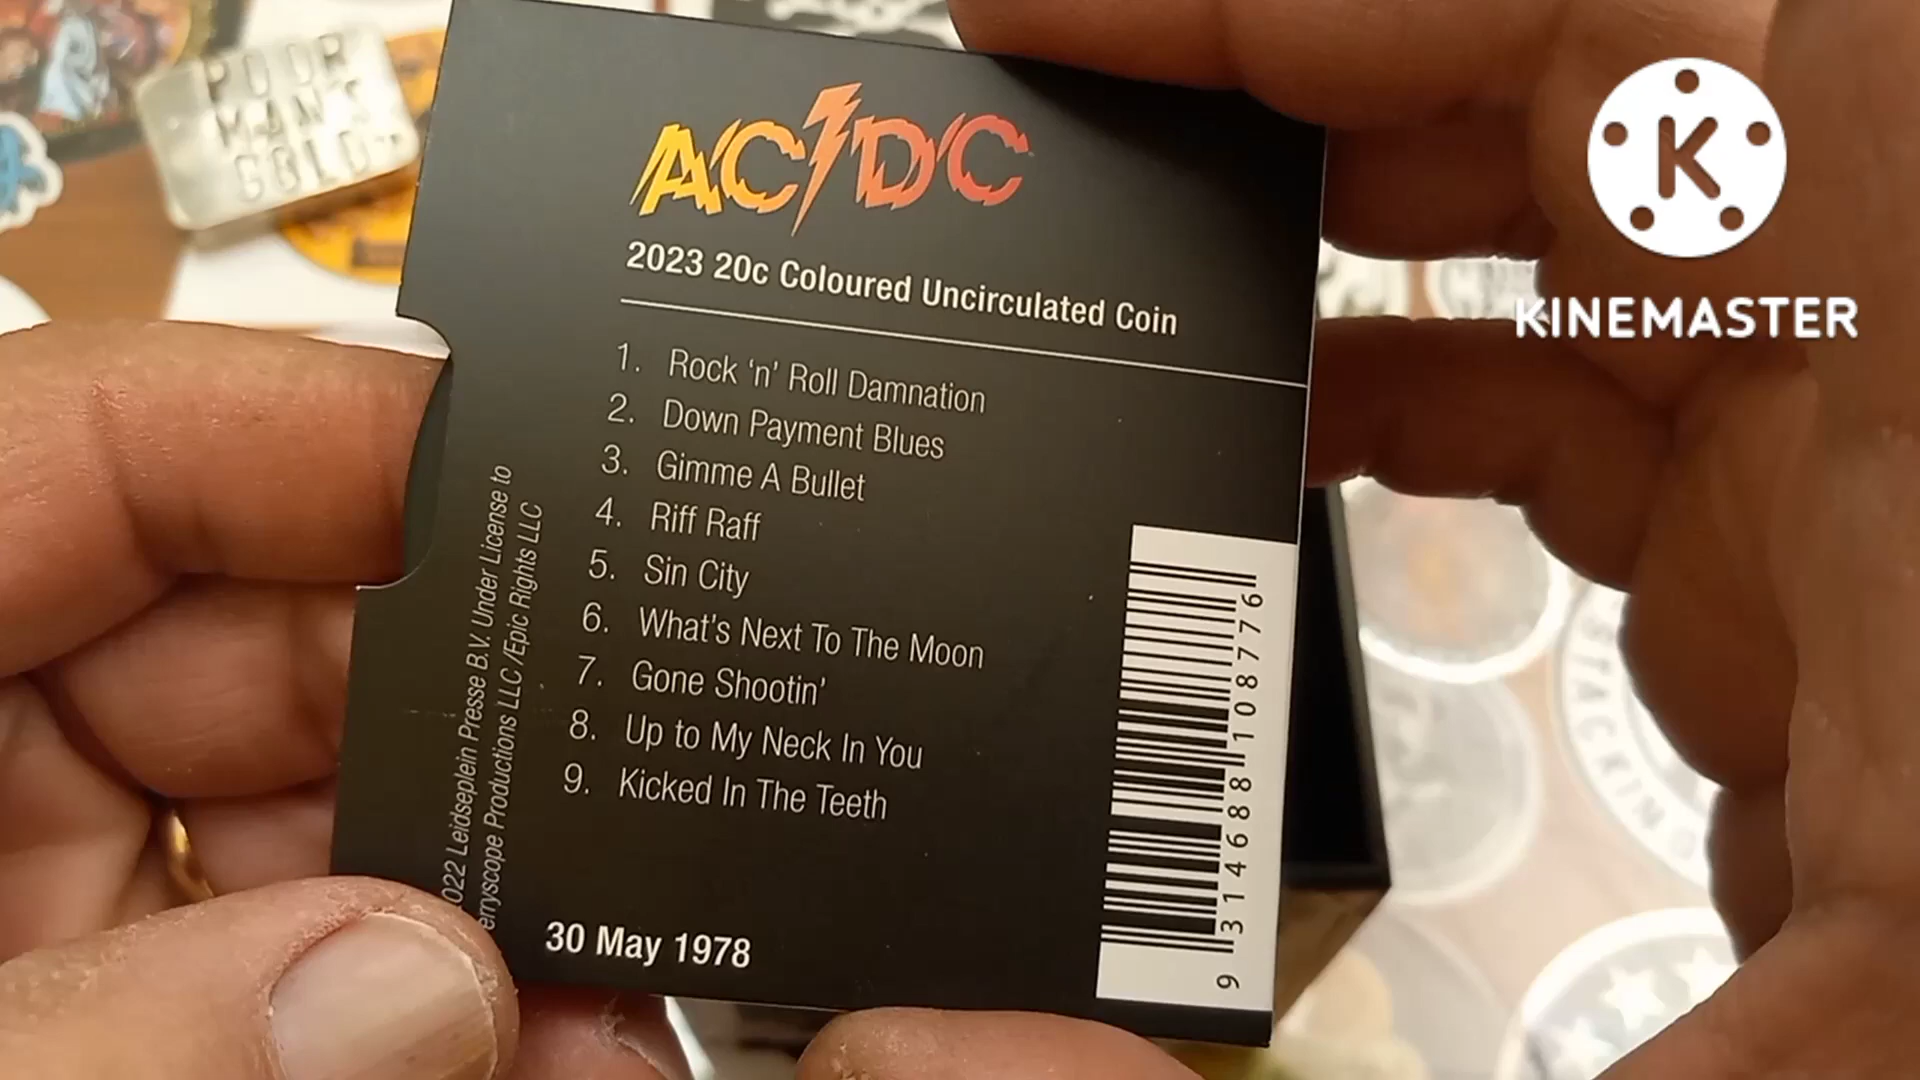 POOR
MAN'S
GOLD
AC/DC
2023 20c Coloured Uncirculated Coin
1. Rock 'n' Roll Damnation
2. Down Payment Blues
3. Gimme A Bullet
4. Riff Raff
5. Sin City
6. What's Next To The Moon
7. Gone Shootin'
8. Up to My Neck In You
9. Kicked In The Teeth
30 May 1978
022 Leidseplein Presse B.V. Under License to
erryscope Productions LLC /Epic Rights LLC
9 314688 108776
K
KINEMASTER